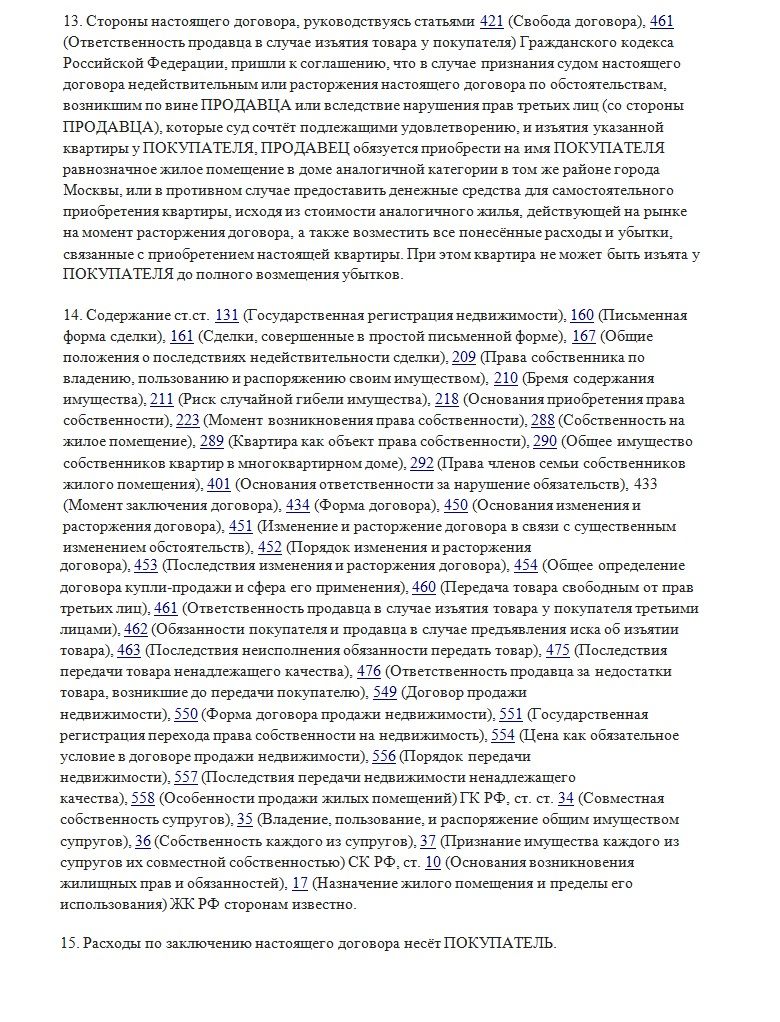 13. Стороны настоящего договора, руководствуясь статьями 421 (Свобода договора), 461
(Ответственность продавца в случае изъятия товара у покупателя) Гражданского кодекса
Российской Федерации, пришли к соглашению, что в случае признания судом настоящего
договора недействительным или расторжения настоящего договора по обстоятельствам,
возникшим по вине ПРОДАВЦА или вследствие нарушения прав третьих лиц (со стороны
ПРОДАВЦА), которые суд сочтёт подлежащими удовлетворению, и изъятия указанной
квартиры у ПОКУПАТЕЛЯ, ПРОДАВЕЦ обязуется приобрести на имя ПОКУПАТЕЛЯ
равнозначное жилое помещение в доме аналогичной категории в том же районе города
Москвы, или в противном случае предоставить денежные средства для самостоятельного
приобретения квартиры, исходя из стоимости аналогичного жилья, действующей на рынке
на момент расторжения договора, а также возместить все понесённые расходы и убытки,
связанные с приобретением настоящей квартиры. При этом квартира не может быть изъята у
ПОКУПАТЕЛЯ до полного возмещения убытков.
14. Содержание ст.ст. 131 (Государственная регистрация недвижимости), 160 (Письменная
форма сделки), 161 (Сделки, совершенные в простой письменной форме), 167 (Общие
положения о последствиях недействительности сделки), 209 (Права собственника по
владению, пользованию и распоряжению своим имуществом), 210 (Бремя содержания
имущества), 211 (Риск случайной гибели имущества), 218 (Основания приобретения права
собственности), 223 (Момент возникновения права собственности), 288 (Собственность на
жилое помещение), 289 (Квартира как объект права собственности), 290 (Общее имущество
собственников квартир в многоквартирном доме), 292 (Права членов семьи собственников
жилого помещения), 401 (Основания ответственности за нарушение обязательств), 433
(Момент заключения договора), 434 (Форма договора), 450 (Основания изменения и
расторжения договора), 451 (Изменение и расторжение договора в связи с существенным
изменением обстоятельств), 452 (Порядок изменения и расторжения
договора), 453 (Последствия изменения и расторжения договора), 454 (Общее определение
договора купли-продажи и сфера его применения), 460 (Передача товара свободным от прав
третьих лиц), 461 (Ответственность продавца в случае изъятия товара у покупателя третьими
лицами), 462 (Обязанности покупателя и продавца в случае предъявления иска об изъятии
товара), 463 (Последствия неисполнения обязанности передать товар), 475 (Последствия
передачи товара ненадлежащего качества), 476 (Ответственность продавца за недостатки
товара, возникшие до передачи покупателю), 549 (Договор продажи
недвижимости), 550 (Форма договора продажи недвижимости), 551 (Государственная
регистрация перехода права собственности на недвижимость), 554 (Цена как обязательное
условие в договоре продажи недвижимости), 556 (Порядок передачи
недвижимости), 557 (Последствия передачи недвижимости ненадлежащего
качества), 558 (Особенности продажи жилых помещений) ГК РФ, ст. ст. 34 (Совместная
собственность супругов), 35 (Владение, пользование, и распоряжение общим имуществом
супругов), 36 (Собственность каждого из супругов), 37 (Признание имущества каждого из
супругов их совместной собственностью) СК РФ, ст. 10 (Основания возникновения
жилищных прав и обязанностей), 17 (Назначение жилого помещения и пределы его
использования) ЖК РФ сторонам известно.
15. Расходы по заключению настоящего договора несёт ПОКУПАТЕЛЬ.